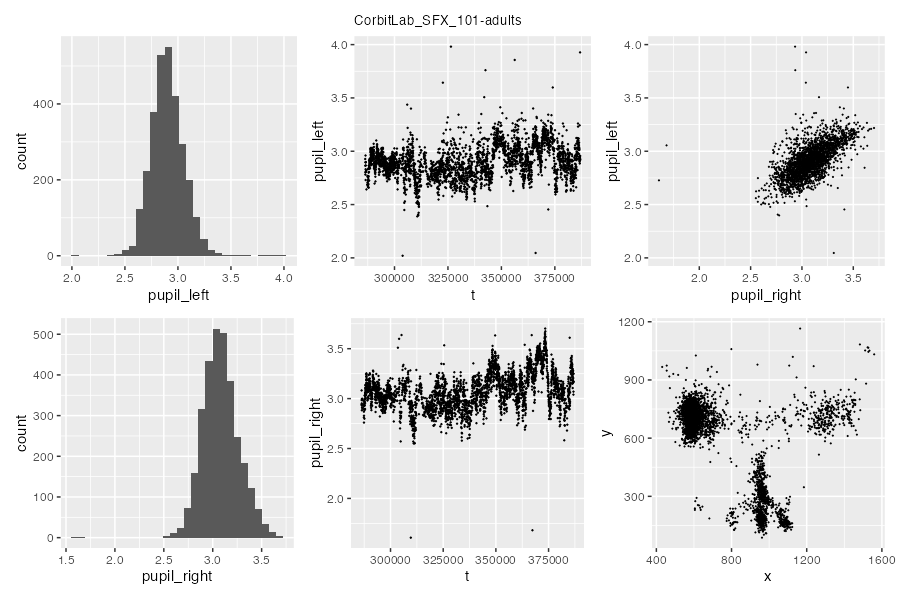 CorbitLab_SFX_101-adults
count
400
200
0
2.0 2.5 3.0 3.5 4.0
pupil_left
pupil_left
4.0
3.5
3.0
2.5
2.0
300000 325000 350000 375000
t
pupil_left
4.0
3.5
3.0
2.5
2.0
2.0 2.5 3.0 3.5
pupil_right
count
500
400
300
200
100
0
1.5 2.0 2.5 3.0 3.5
pupil_right
pupil_right
3.5
3.0
2.5
2.0
300000 325000 350000 375000
t
y
1200
900
600
300
400 800 1200 1600
x